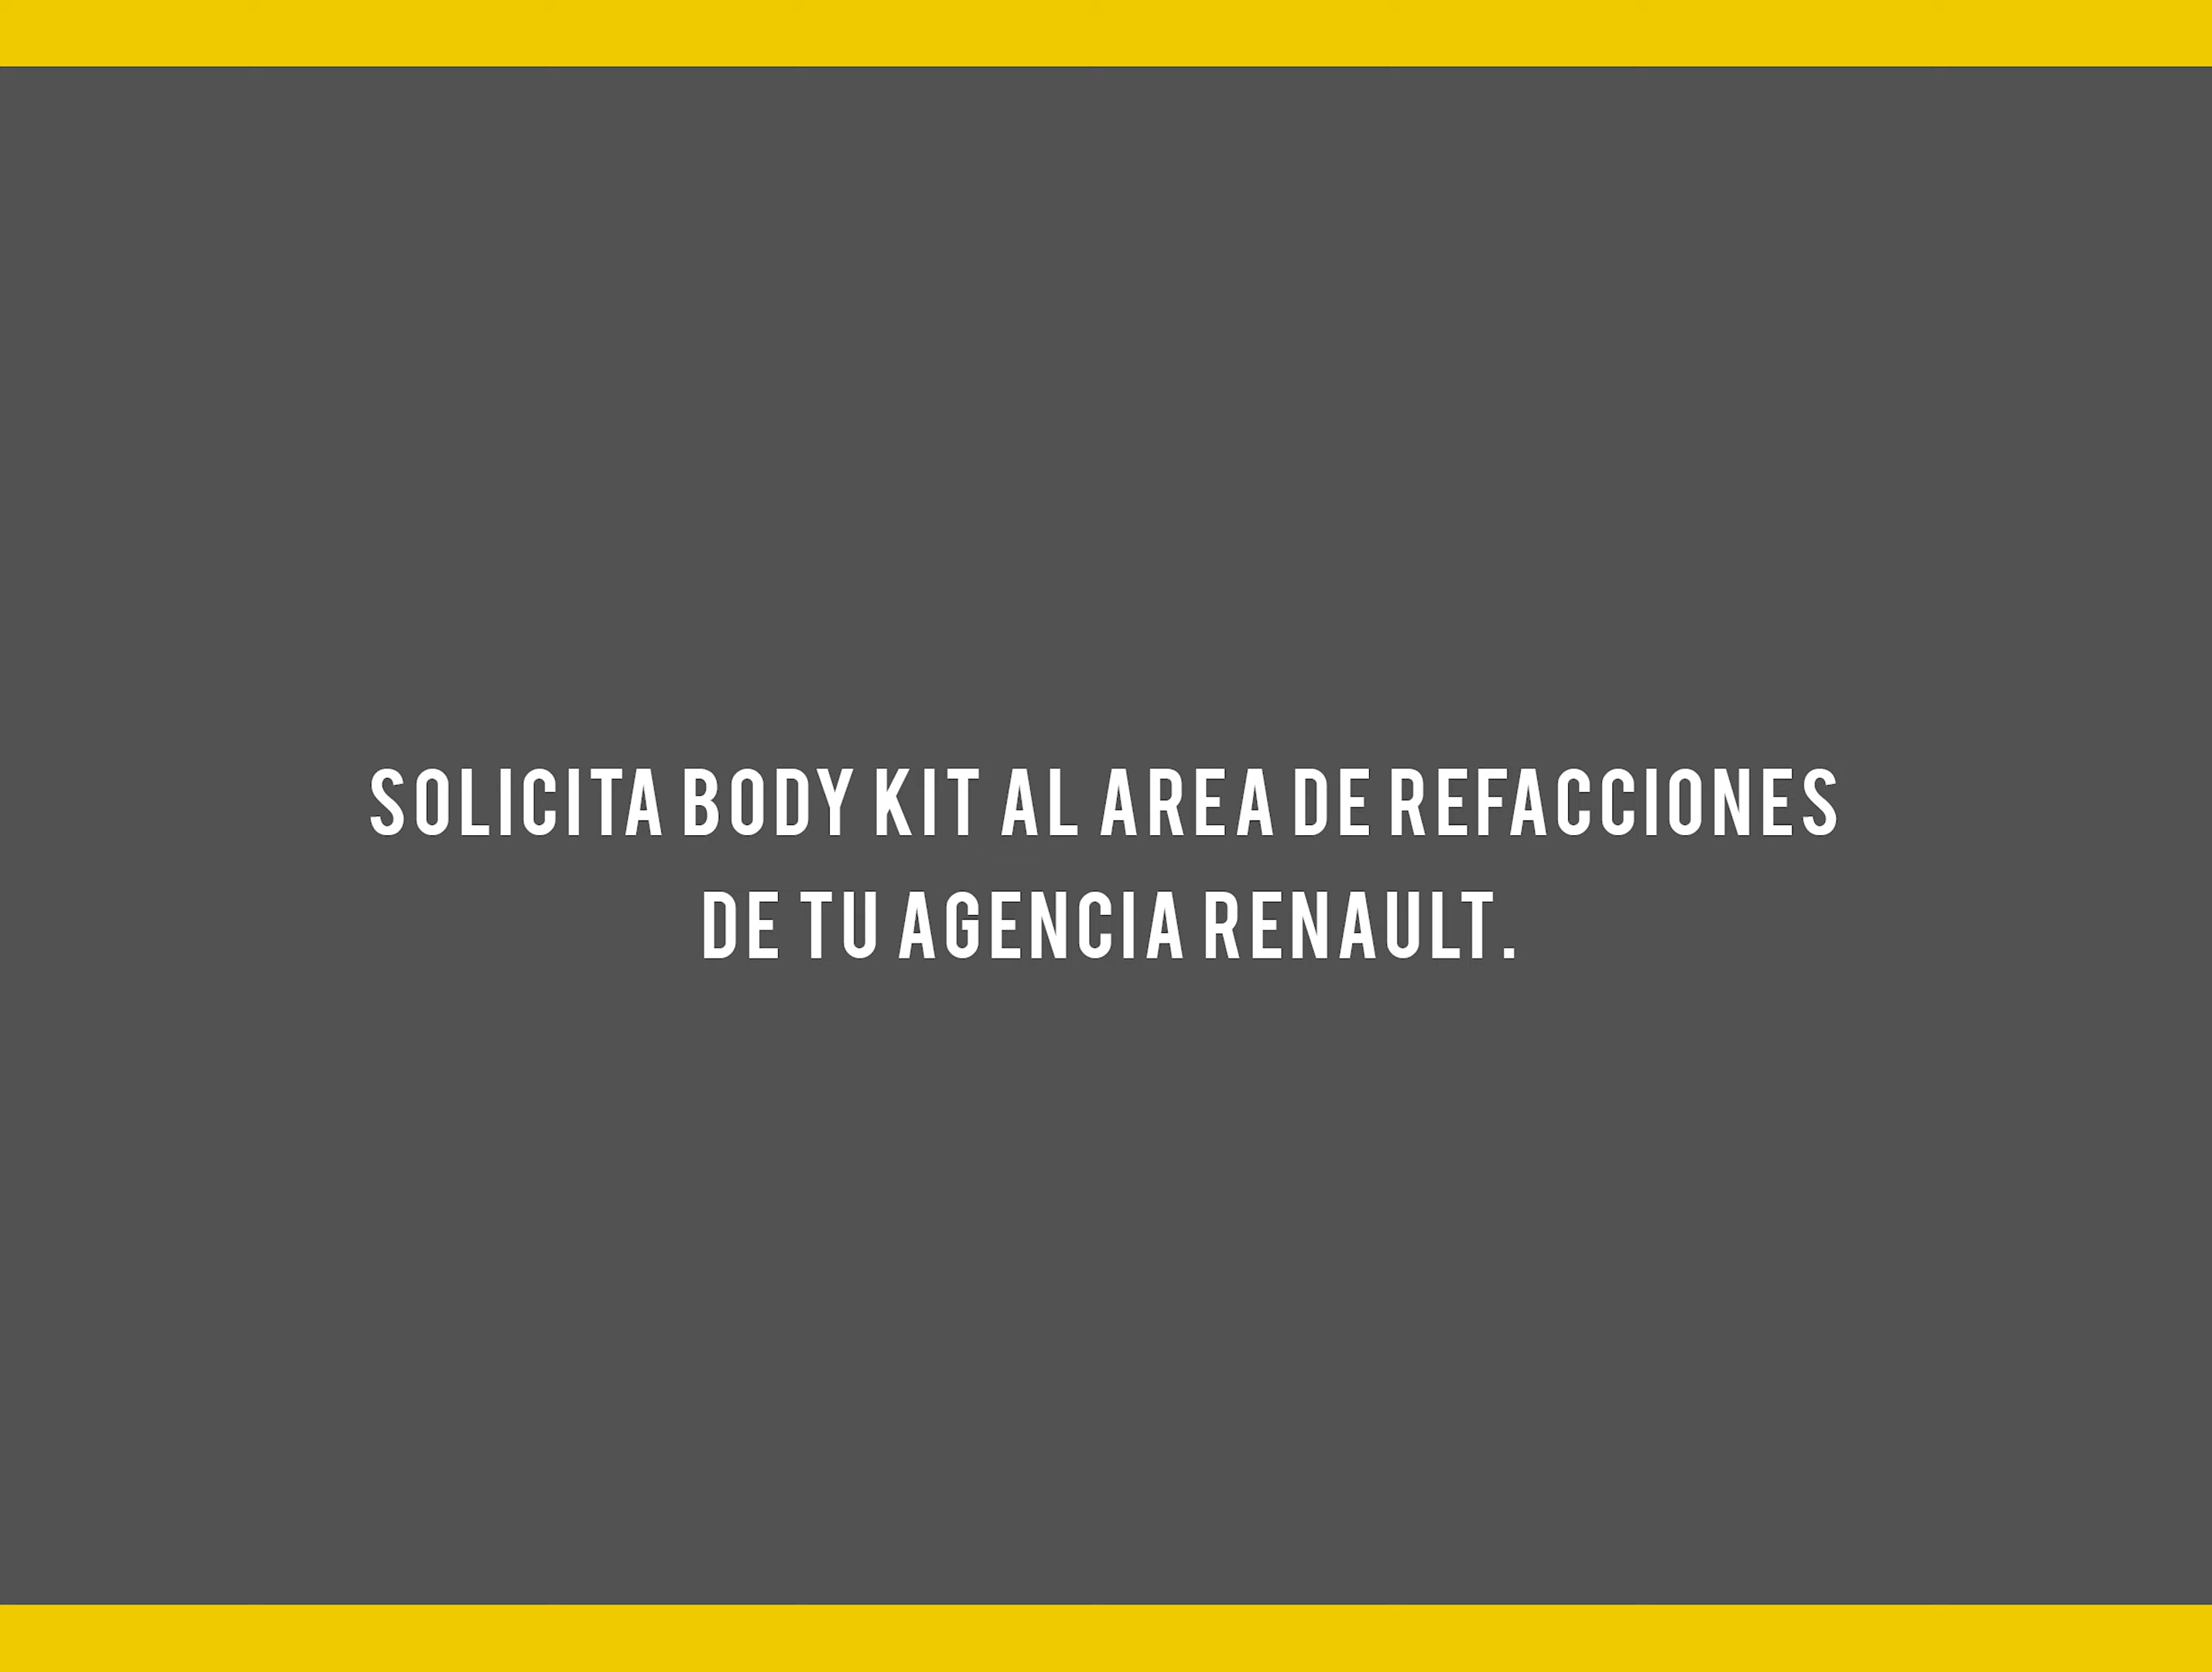 SOLICITA BODY KIT AL AREA DE REFACCIONES
DE TU AGENCIA RENAULT.